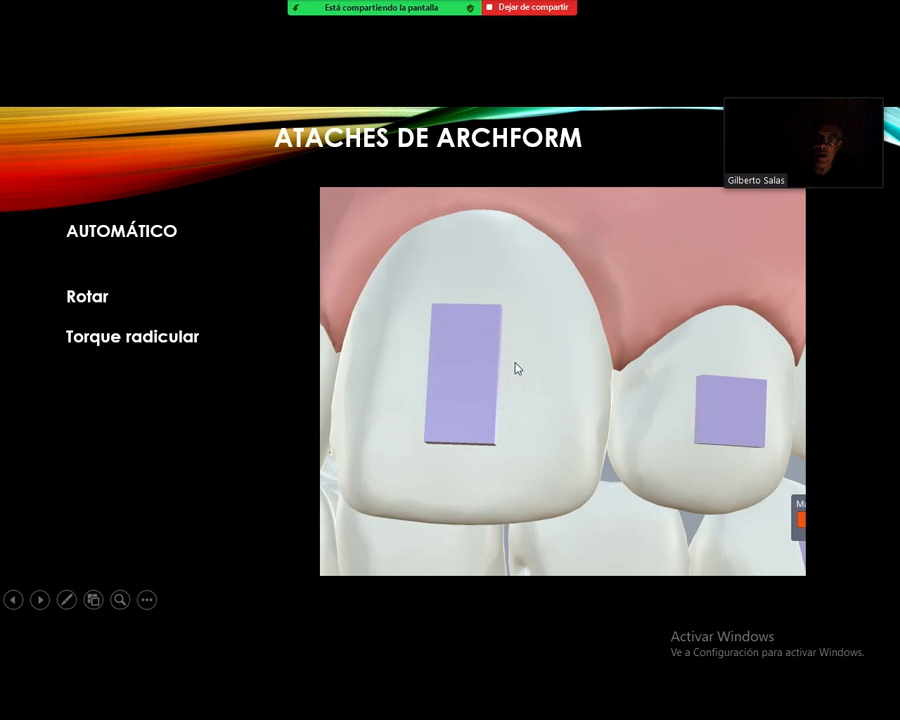 Está compartiendo la pantalla
Dejar de compartir
ATACHES DE ARCHFORM
Gilberto Salas
AUTOMÁTICO
Rotar
Torque radicular
Activar Windows
Ve a Configuración para activar Windows.